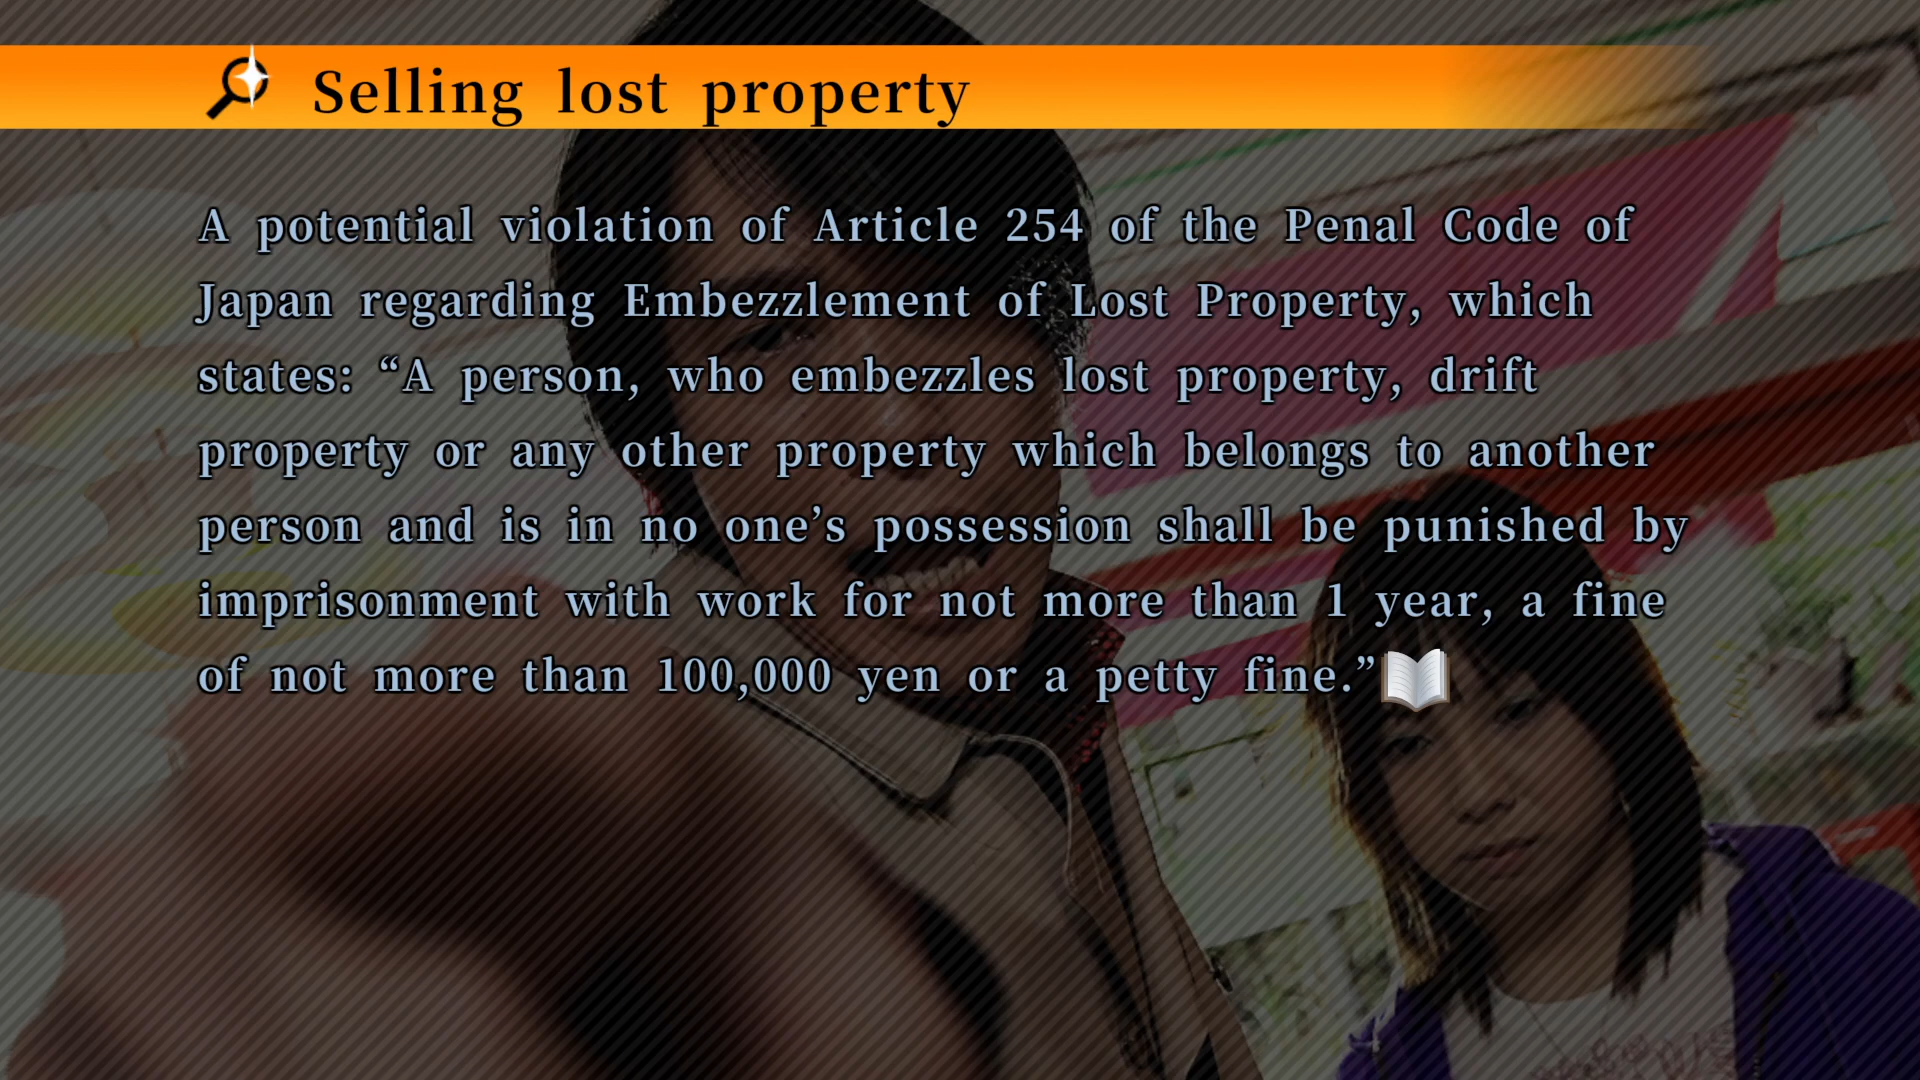 Selling lost property
A potential violation of Article 254 of the Penal Code of
Japan regarding Embezzlement of Lost Property, which
states: “A person, who embezzles lost property, drift
property or any other property which belongs to another
person and is in no one’s possession shall be punished by
imprisonment with work for not more than 1 year, a fine
of not more than 100,000 yen or a petty fine.”